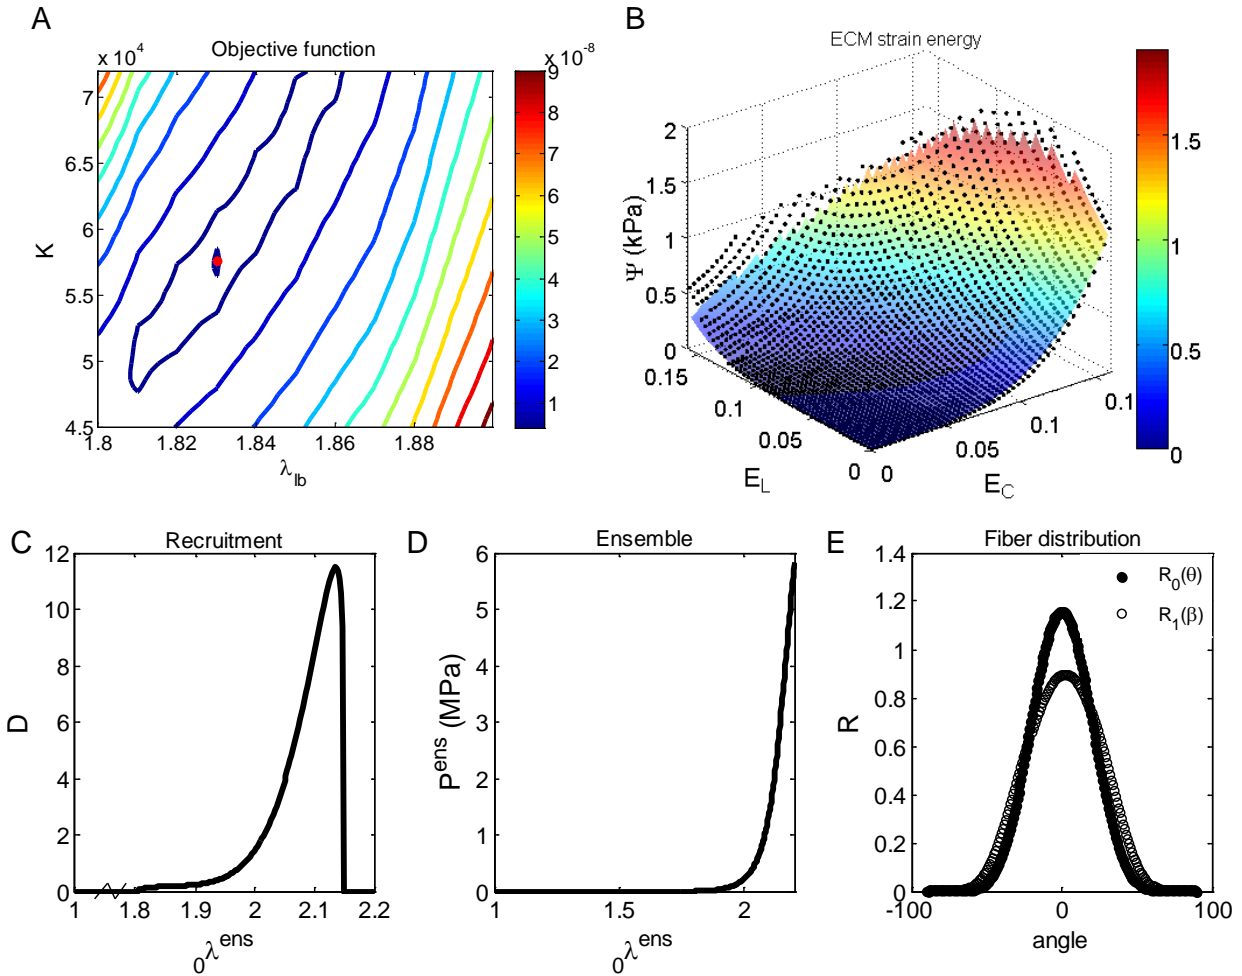 A
Objective function
x 10⁴
x 10⁻⁸
7
6.5
6
5.5
5
4.5
K
1.8
1.82
1.84
1.86
1.88
λ_lb
9
8
7
6
5
4
3
2
1
B
ECM strain energy
2
1.5
1
0.5
0
Ψ (kPa)
0.15
0.1
0.05
0
E_L
0
0.05
0.1
0.1
E_C
1.5
1
0.5
0
C
Recruitment
12
10
8
6
4
2
0
D
1
1.8
1.9
2
2.1
2.2
₀λ^ens
D
Ensemble
6
5
4
3
2
1
0
P^ens (MPa)
1
1.5
2
₀λ^ens
E
Fiber distribution
1.4
1.2
1
0.8
0.6
0.4
0.2
0
R
R₀(θ)
R₁(β)
-100
0
100
angle